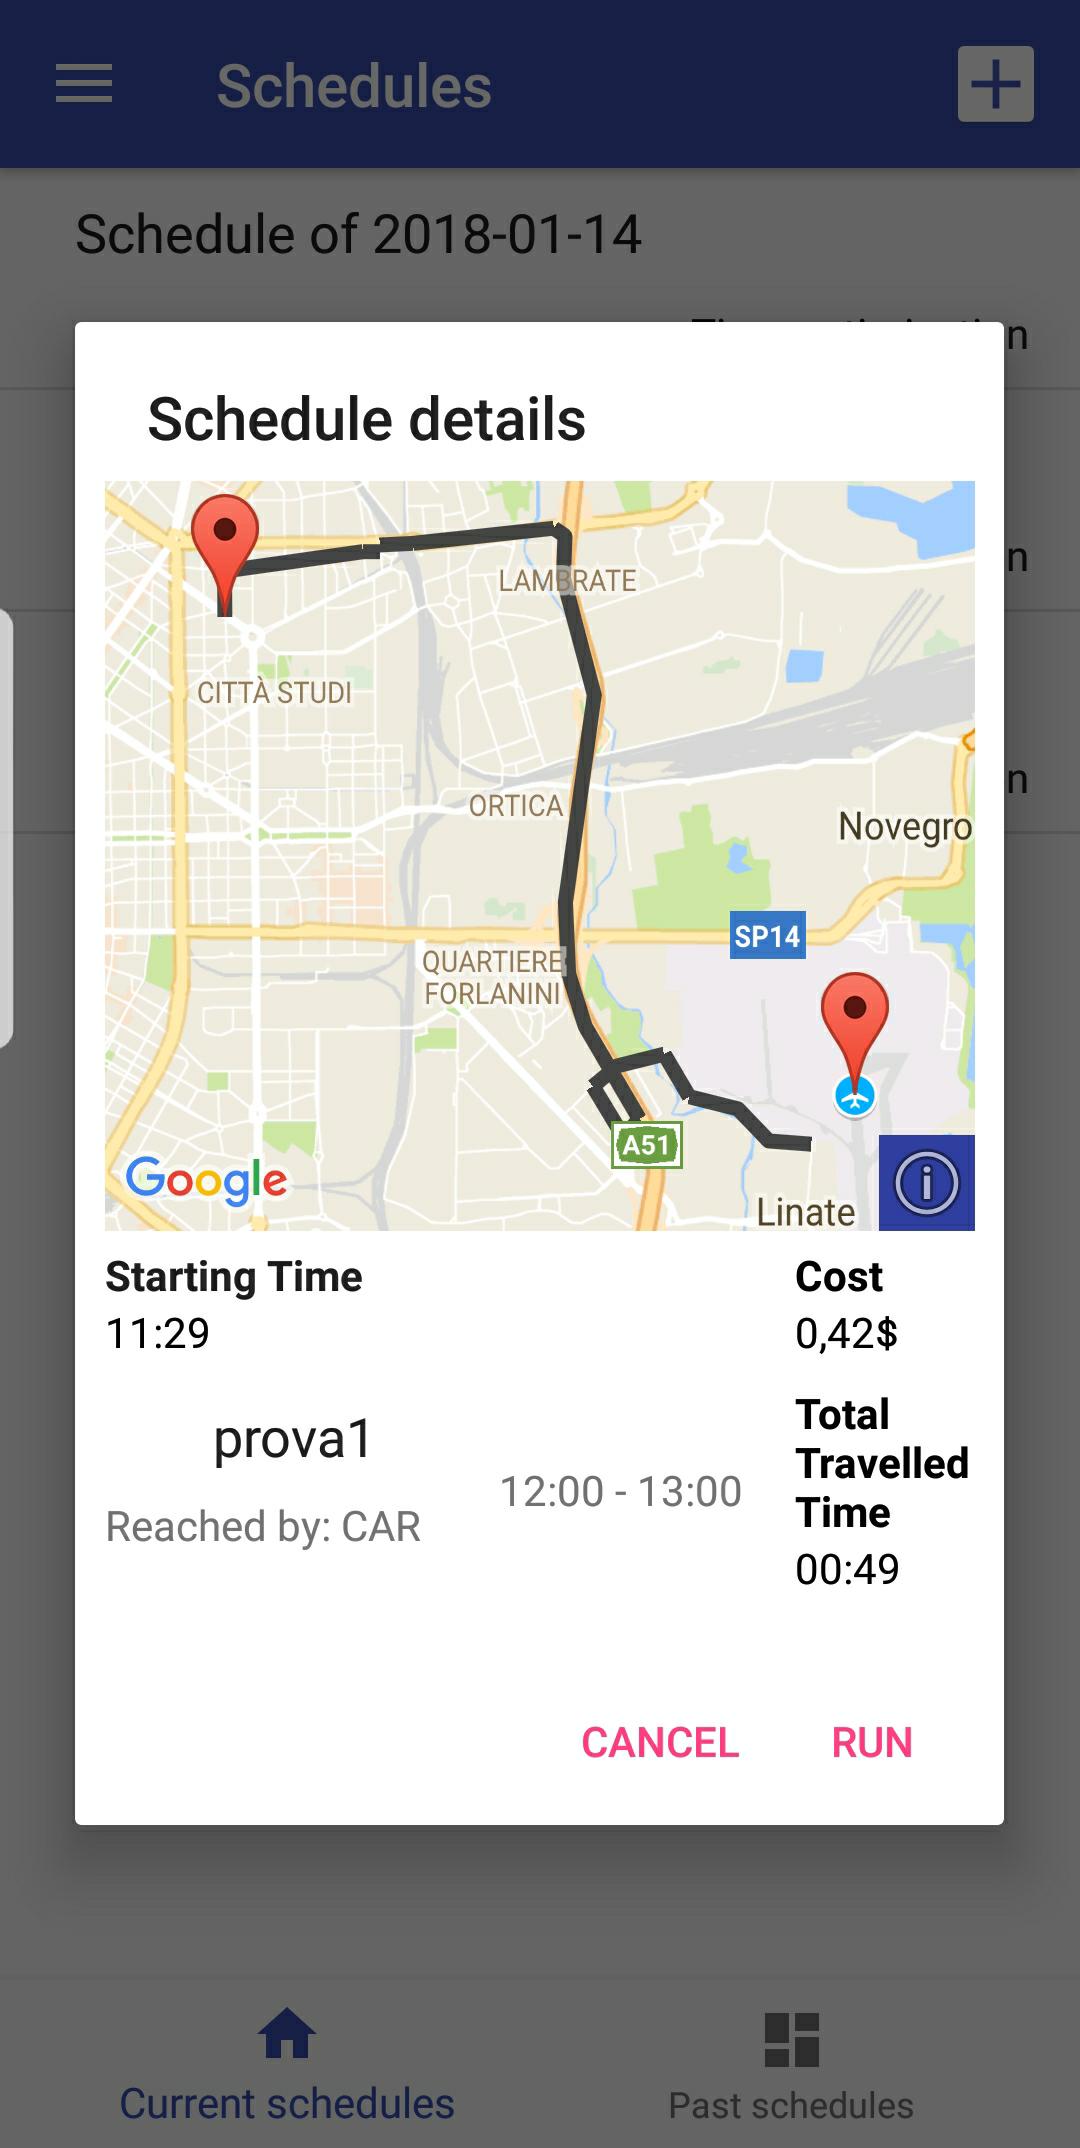 Schedules
Schedule of 2018-01-14
n
Schedule details
LAMBRATE
CITTÀ STUDI
ORTICA
Novegro
SP14
QUARTIERE
FORLANINI
A51
Google
Linate
Starting Time
Cost
11:29
0,42$
prova1
12:00 - 13:00
Reached by: CAR
Total
Travelled
Time
00:49
n
n
CANCEL
RUN
Current schedules
Past schedules